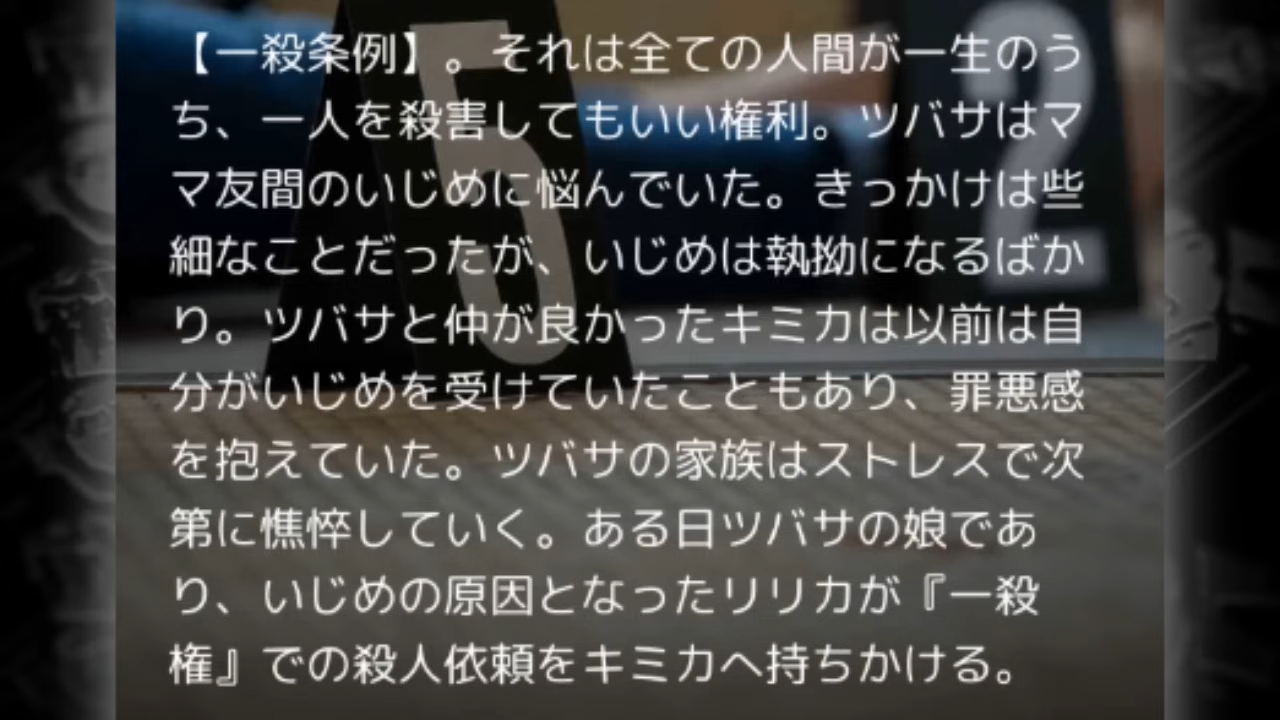 【一殺条例】。それは全ての人間が一生のう
ち、一人を殺害してもいい権利。ツバサはマ
マ友間のいじめに悩んでいた。きっかけは些
細なことだったが、いじめは執拗になるばか
り。ツバサと仲が良かったキミカは以前は自
分がいじめを受けていたこともあり、罪悪感
を抱えていた。ツバサの家族はストレスで次
第に憔悴していく。ある日ツバサの娘であ
り、いじめの原因となったリリカが『一殺
権』での殺人依頼をキミカへ持ちかける。
5
2